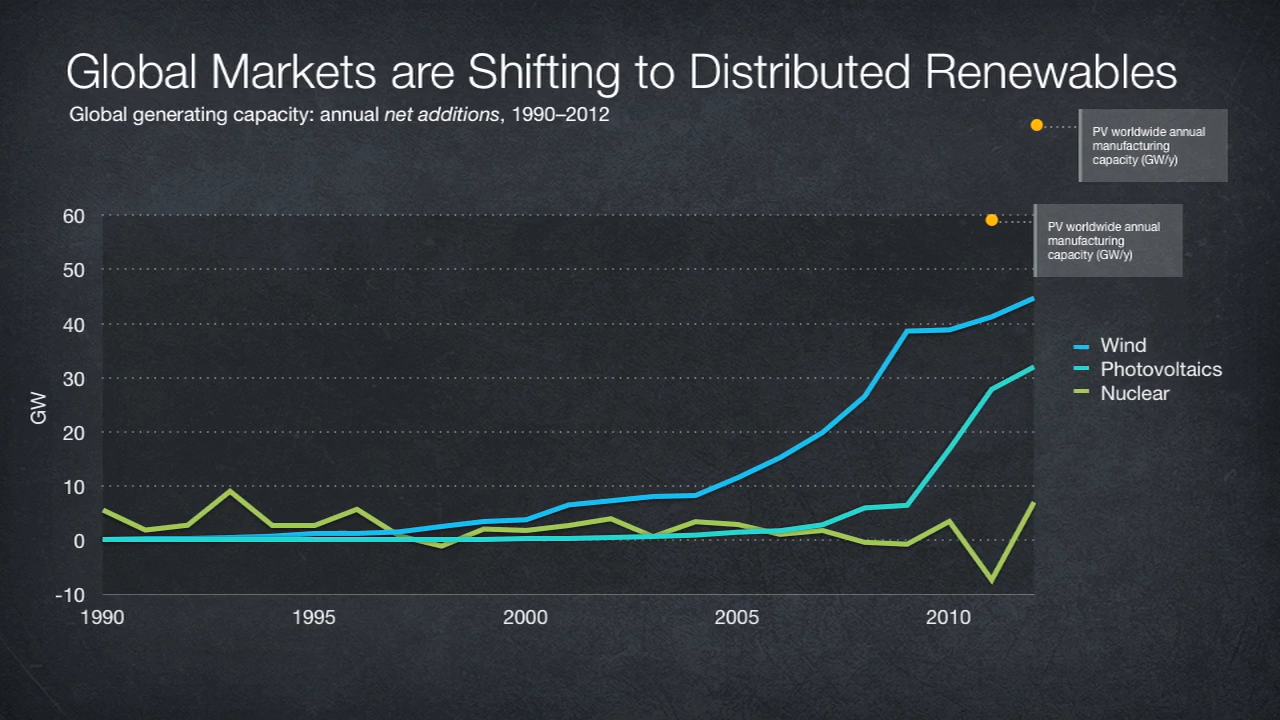 Global Markets are Shifting to Distributed Renewables
Global generating capacity: annual net additions, 1990–2012
PV worldwide annual
manufacturing
capacity (GW/y)
PV worldwide annual
manufacturing
capacity (GW/y)
60
50
40
30
20
10
0
-10
GW
Wind
Photovoltaics
Nuclear
1990
1995
2000
2005
2010